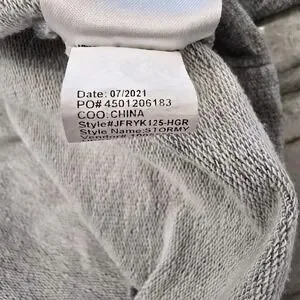 Date: 07/2021
PO# 4501206183
COO: CHINA
Style#JFRYK125-HGR
Style Name:STORMY